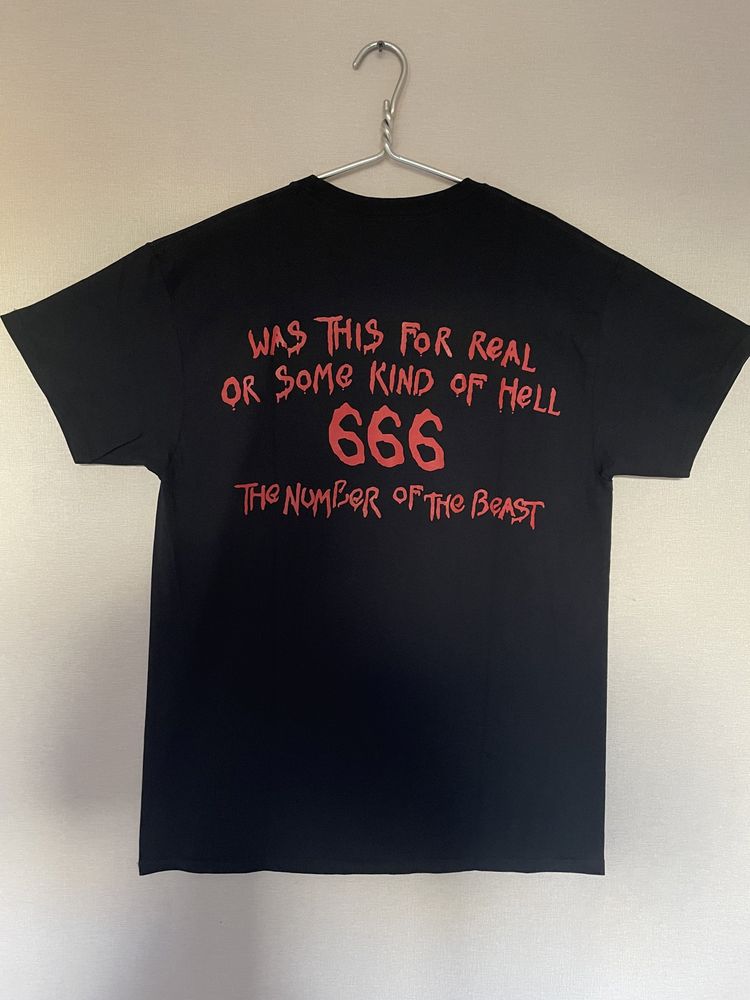 WAS THIS FOR REAL
OR SOME KIND OF HELL
666
THE NUMBER OF THE BEAST